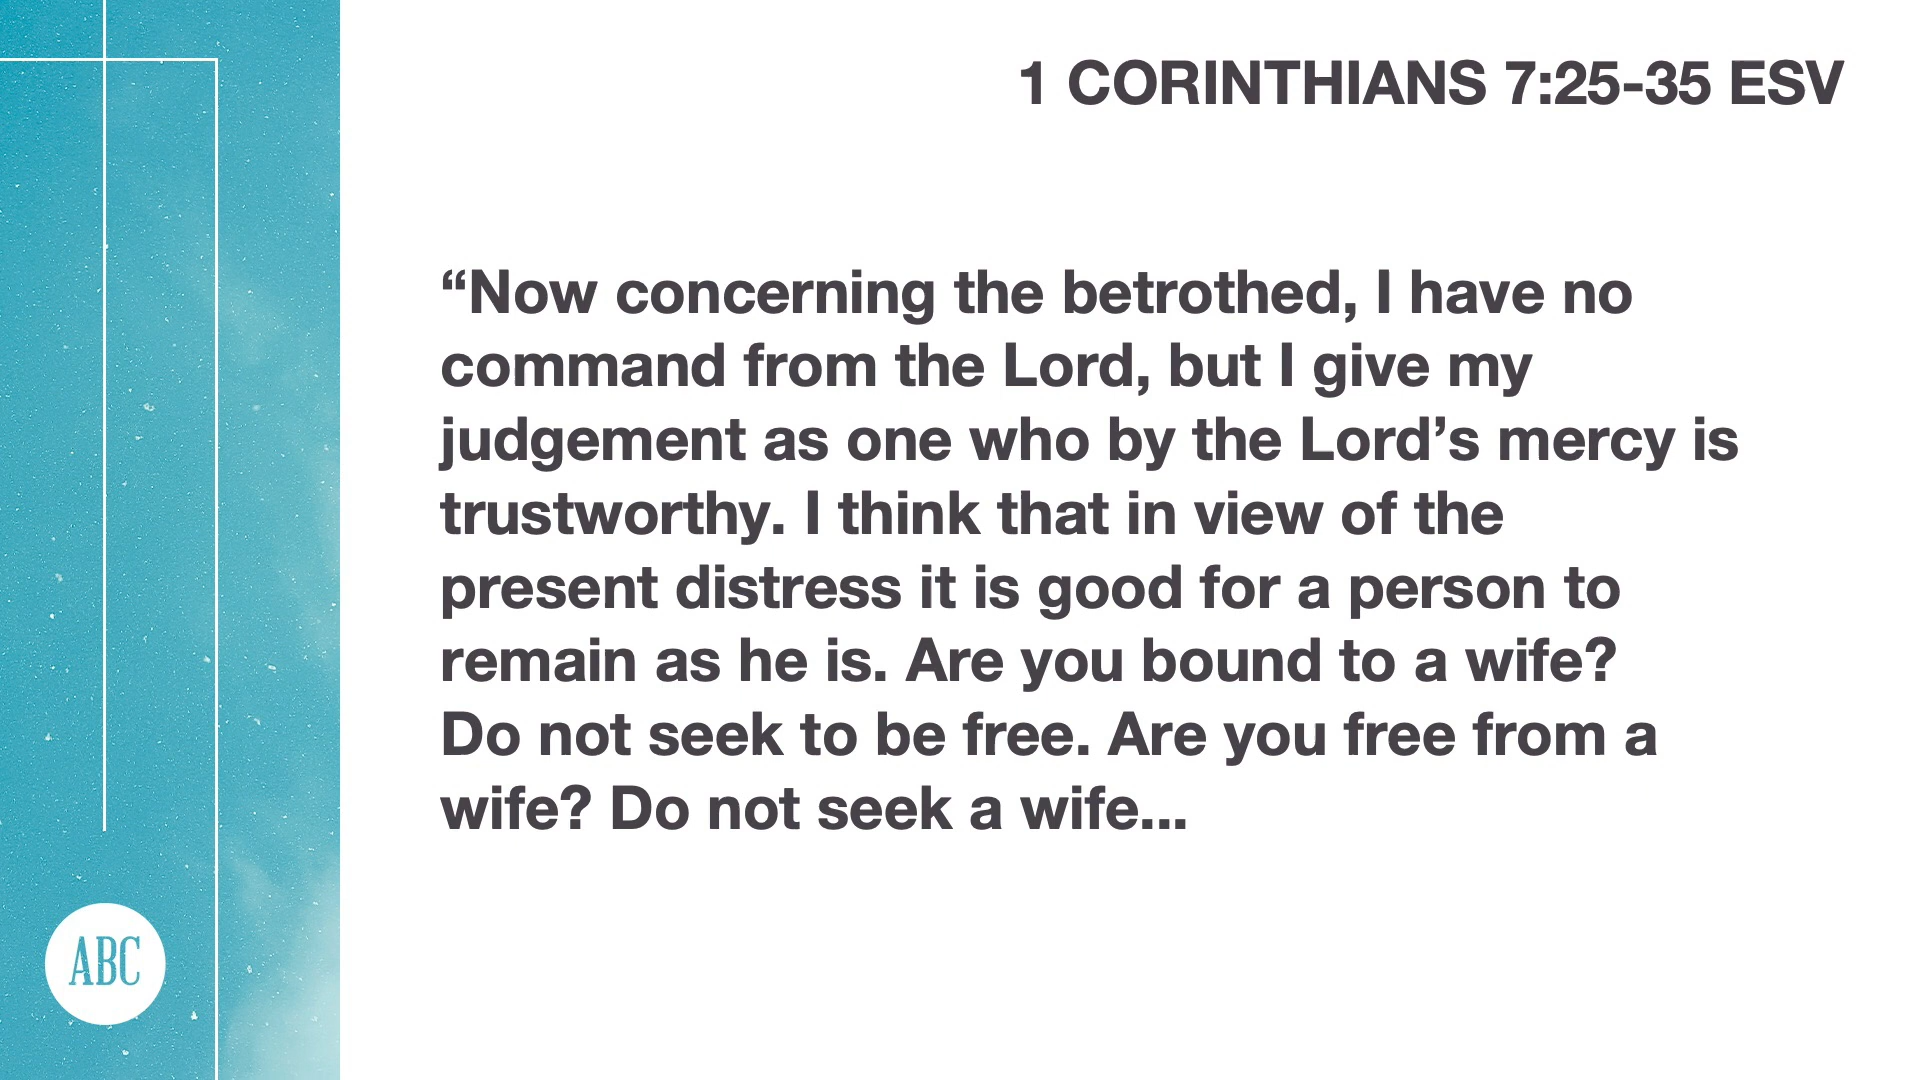 1 CORINTHIANS 7:25-35 ESV
“Now concerning the betrothed, I have no
command from the Lord, but I give my
judgement as one who by the Lord’s mercy is
trustworthy. I think that in view of the
present distress it is good for a person to
remain as he is. Are you bound to a wife?
Do not seek to be free. Are you free from a
wife? Do not seek a wife...
ABC